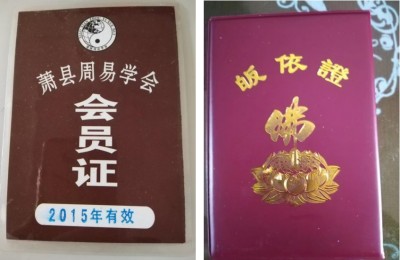 萧县周易学会
会员证
2015年有效
皈依證
佛